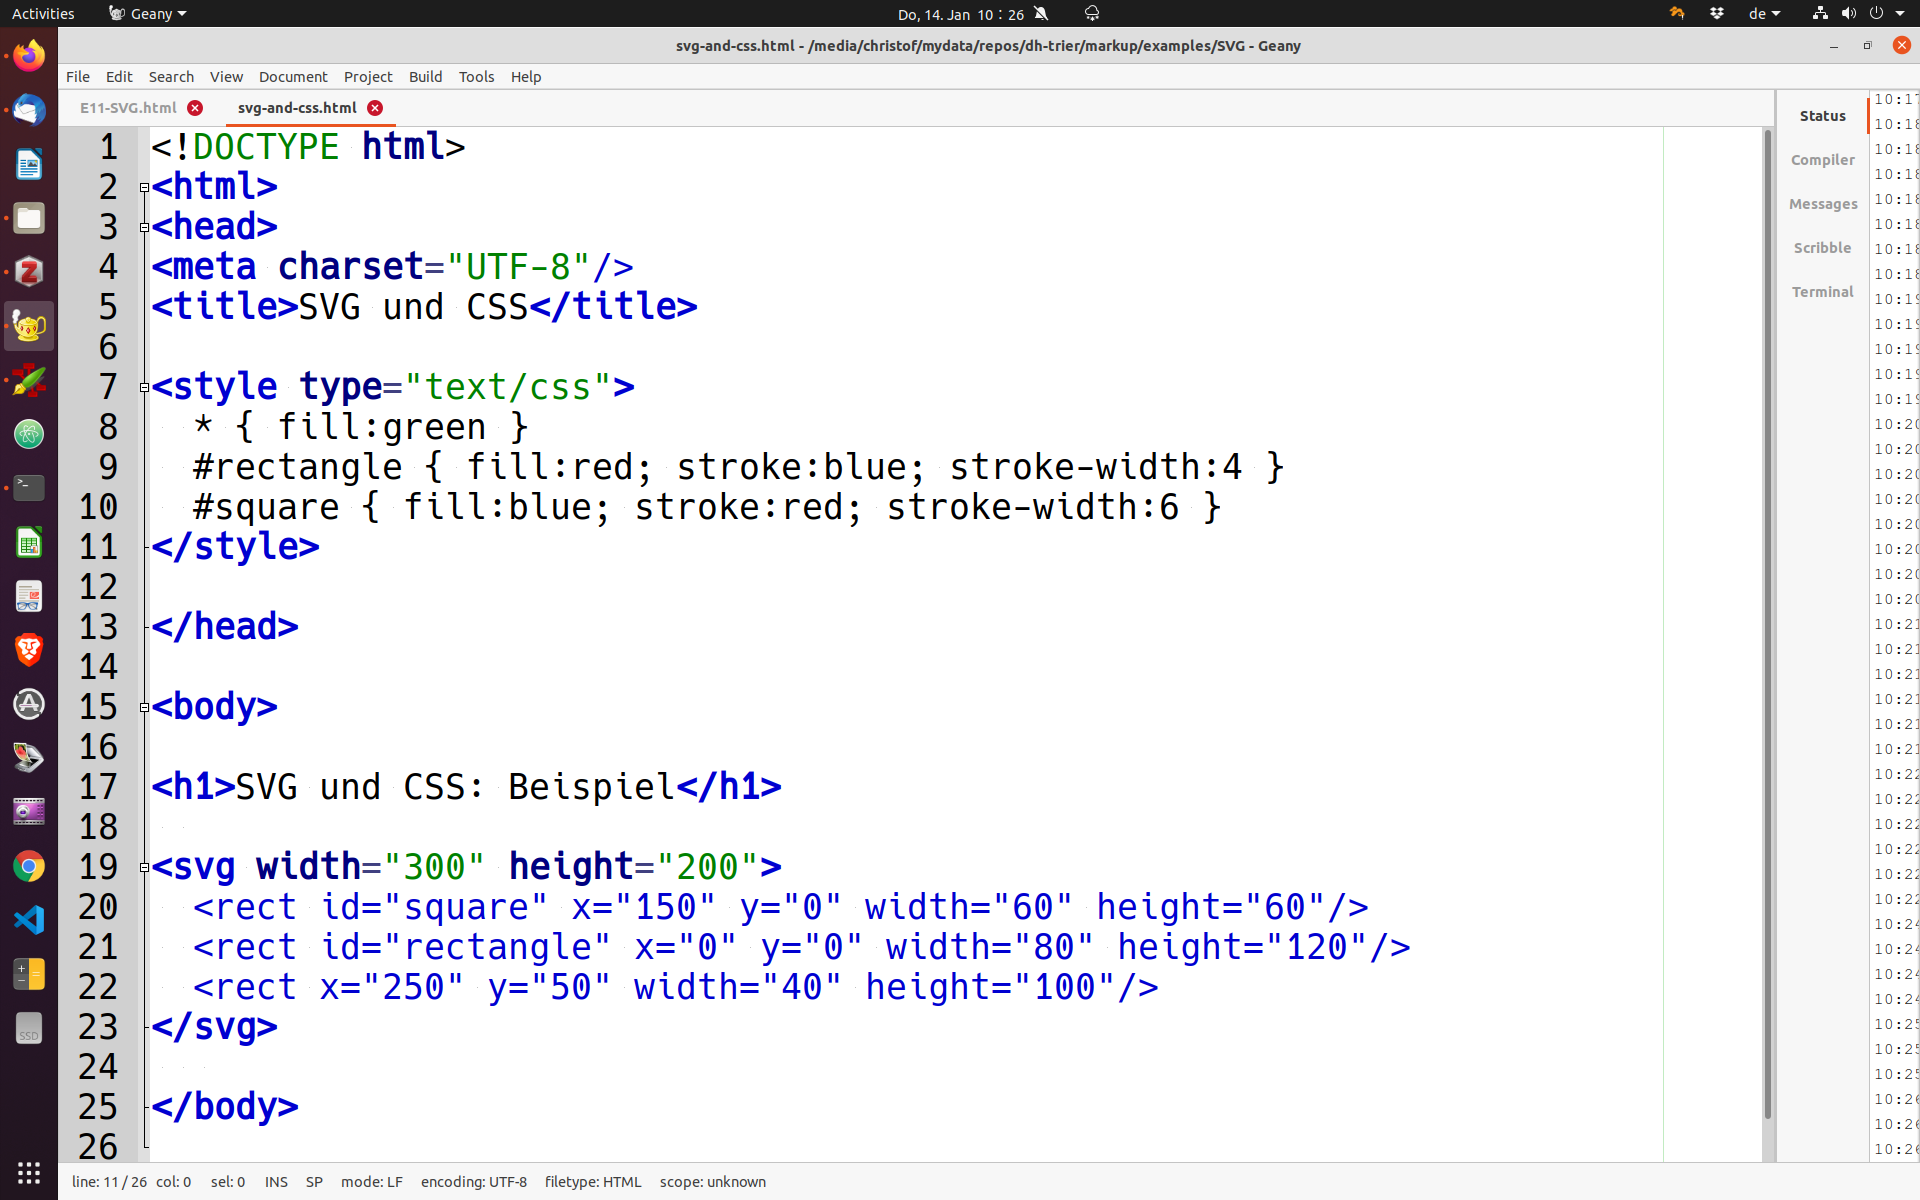 Activities
Geany
Do, 14. Jan 10 : 26
de
svg-and-css.html - /media/christof/mydata/repos/dh-trier/markup/examples/SVG - Geany
File Edit Search View Document Project Build Tools Help
E11-SVG.html
svg-and-css.html
1 <!DOCTYPE html>
2 <html>
3 <head>
4 <meta charset="UTF-8"/>
5 <title>SVG und CSS</title>
6
7 <style type="text/css">
8 * { fill:green }
9 #rectangle { fill:red; stroke:blue; stroke-width:4 }
10 #square { fill:blue; stroke:red; stroke-width:6 }
11 </style>
12
13 </head>
14
15 <body>
16
17 <h1>SVG und CSS: Beispiel</h1>
18
19 <svg width="300" height="200">
20 <rect id="square" x="150" y="0" width="60" height="60"/>
21 <rect id="rectangle" x="0" y="0" width="80" height="120"/>
22 <rect x="250" y="50" width="40" height="100"/>
23 </svg>
24
25 </body>
26
Status
Compiler
Messages
Scribble
Terminal
10:17
10:18
10:18
10:18
10:18
10:18
10:18
10:18
10:19
10:19
10:19
10:19
10:19
10:20
10:20
10:20
10:20
10:20
10:20
10:20
10:20
10:21
10:21
10:21
10:21
10:21
10:21
10:22
10:22
10:22
10:22
10:22
10:22
10:24
10:24
10:24
10:24
10:25
10:25
10:25
10:26
10:26
10:26
SSD
line: 11 / 26 col: 0 sel: 0 INS SP mode: LF encoding: UTF-8 filetype: HTML scope: unknown